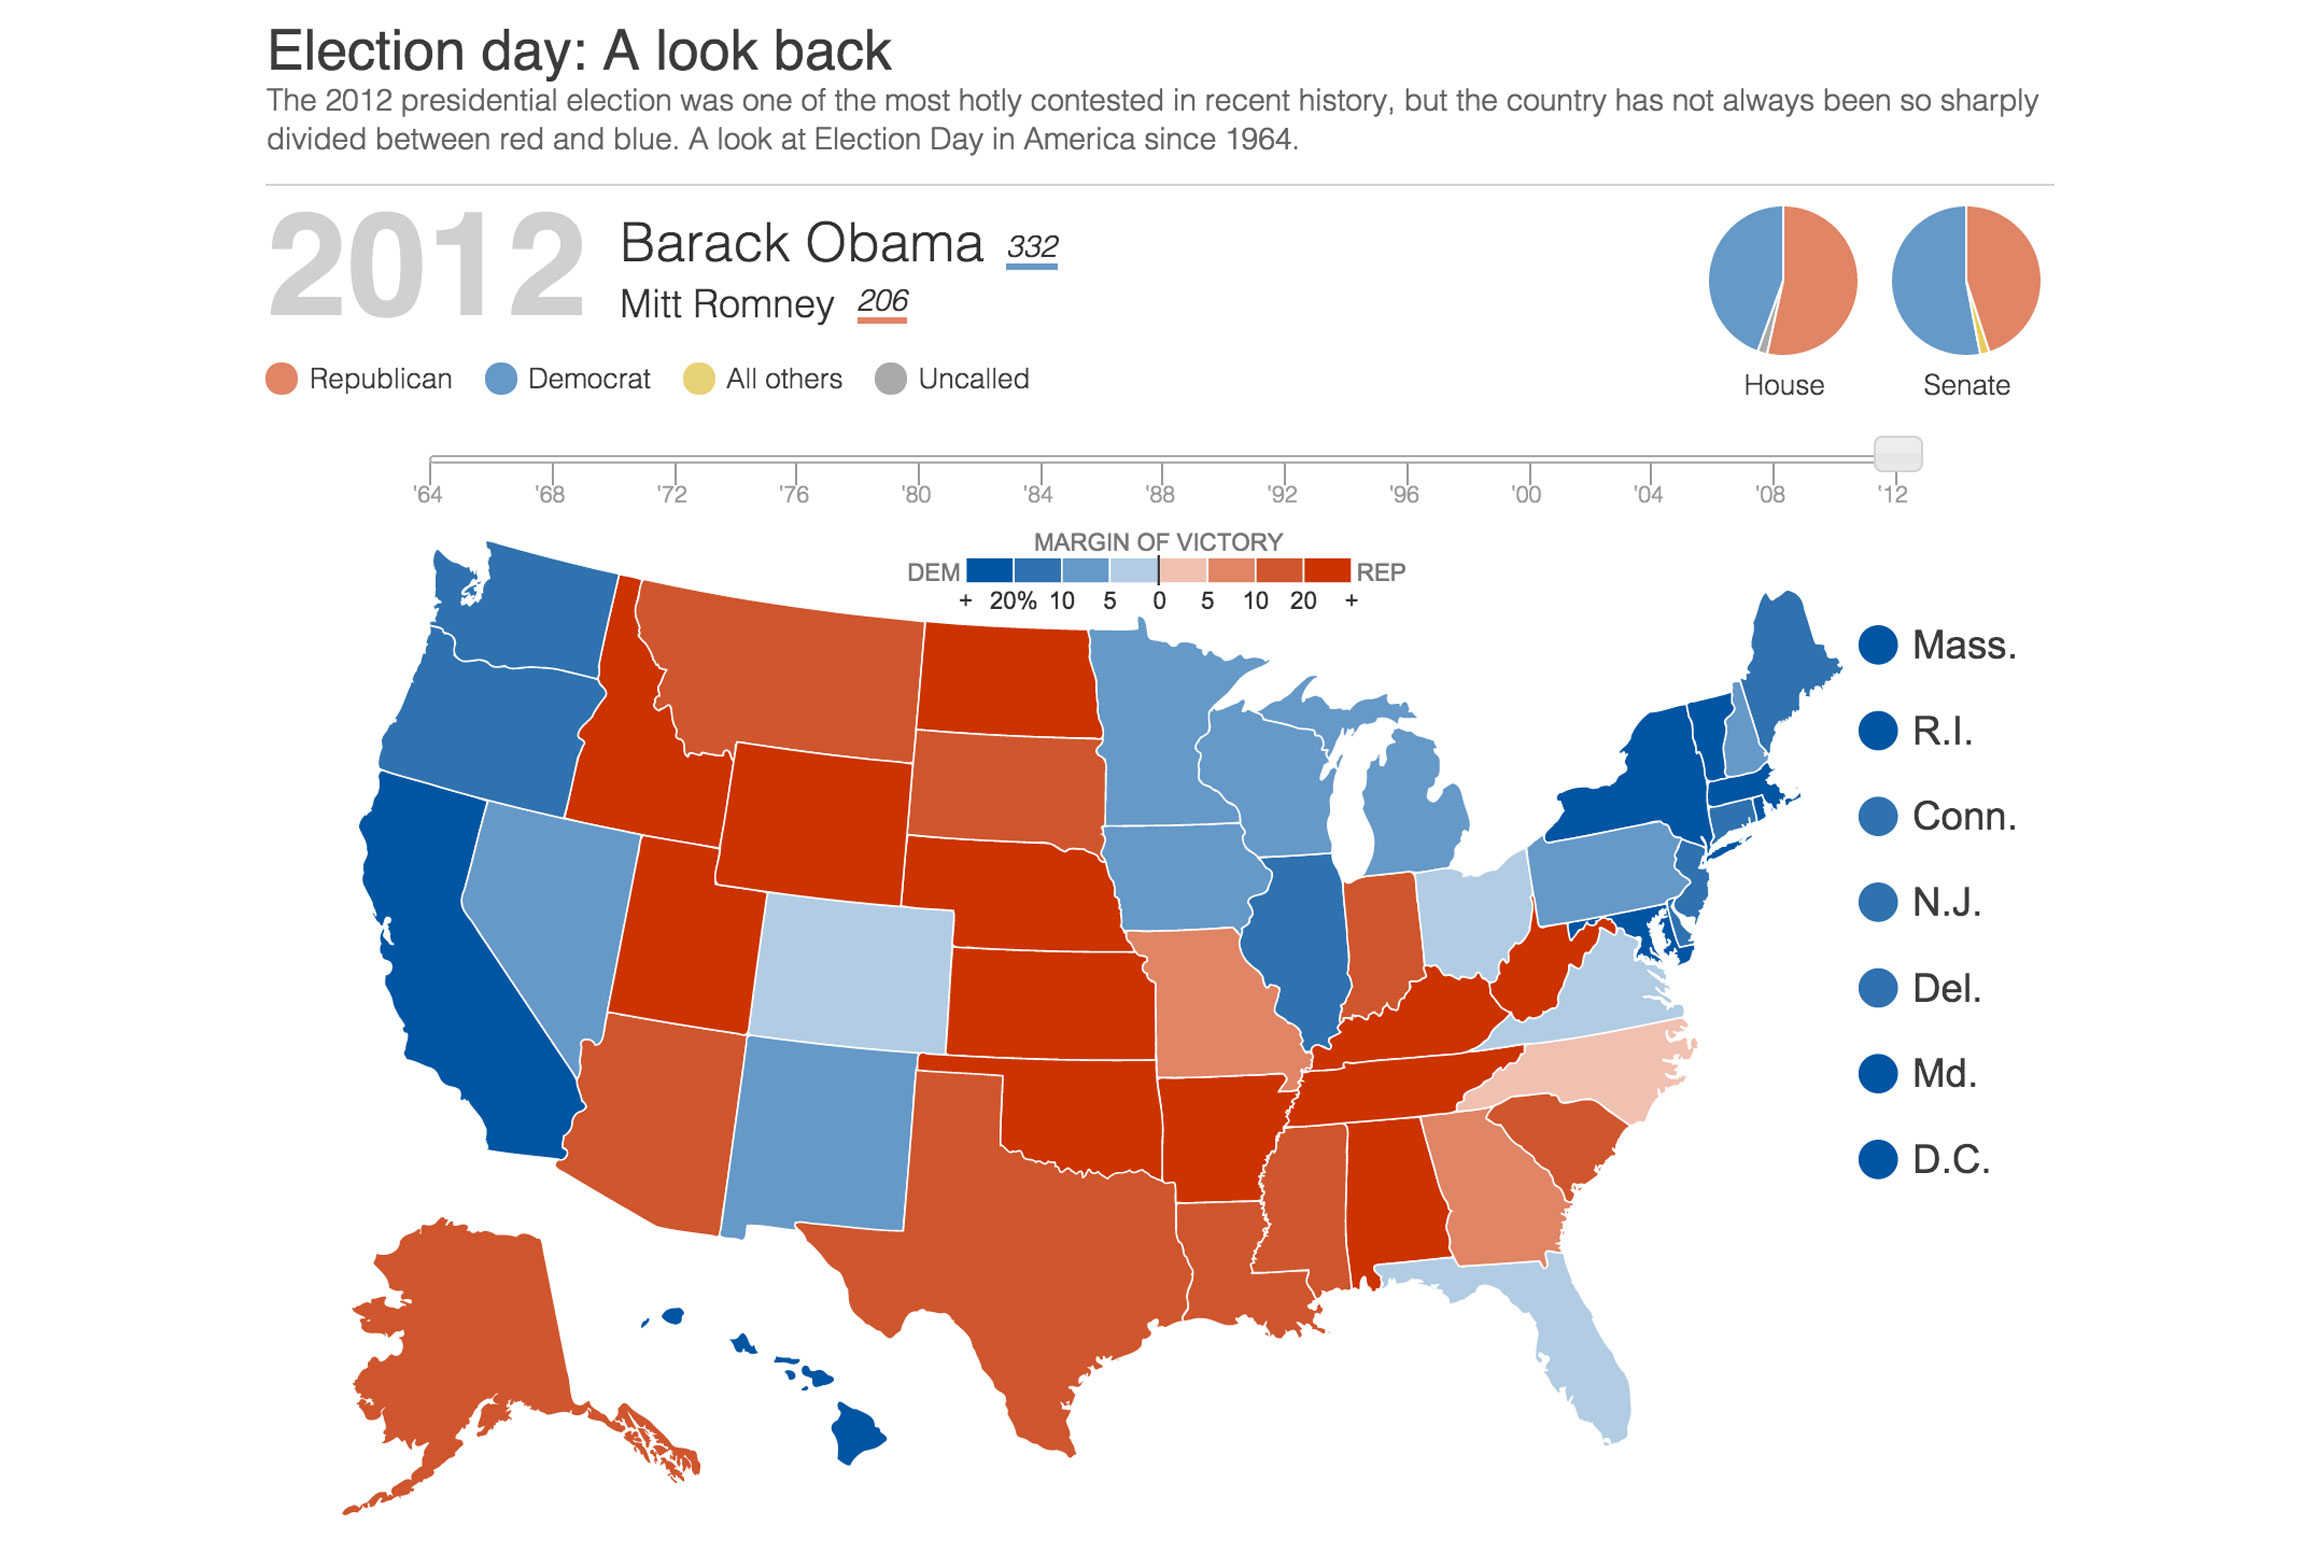 Election day: A look back
The 2012 presidential election was one of the most hotly contested in recent history, but the country has not always been so sharply
divided between red and blue. A look at Election Day in America since 1964.
2012
Barack Obama 332
Mitt Romney 206
Republican Democrat All others Uncalled
House Senate
'64 '68 '72 '76 '80 '84 '88 '92 '96 '00 '04 '08 '12
MARGIN OF VICTORY
DEM REP
+ 20% 10 5 0 5 10 20 +
Mass.
R.I.
Conn.
N.J.
Del.
Md.
D.C.